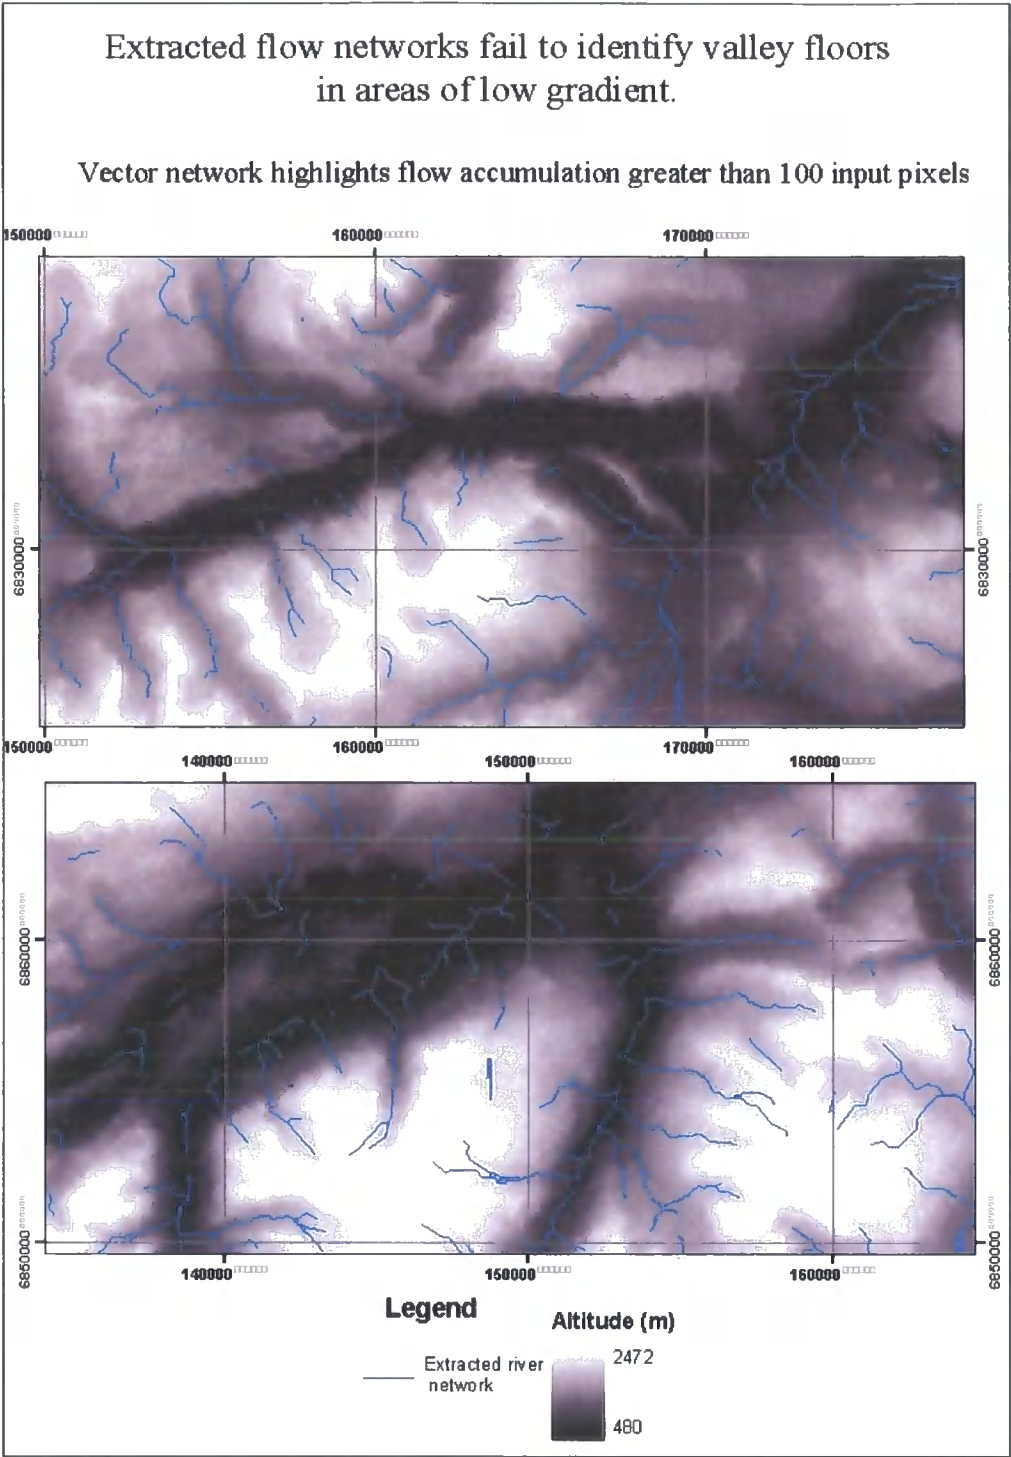 Extracted flow networks fail to identify valley floors
in areas of low gradient.
Vector network highlights flow accumulation greater than 100 input pixels
150000 160000 170000
6830000 6830000
150000 160000 170000
140000 150000 160000
6860000 6860000
6850000 6850000
140000 150000 160000
Legend
Altitude (m)
Extracted river
network
2472
480